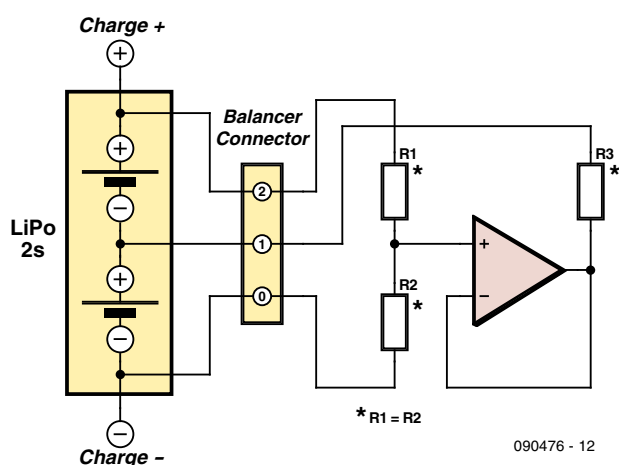 Charge +
+
Balancer
Connector
R1
*
R3
*
+
2
–
LiPo
2s
1
+
–
+
R2
*
0
–
* R1 = R2
–
Charge –
090476 - 12